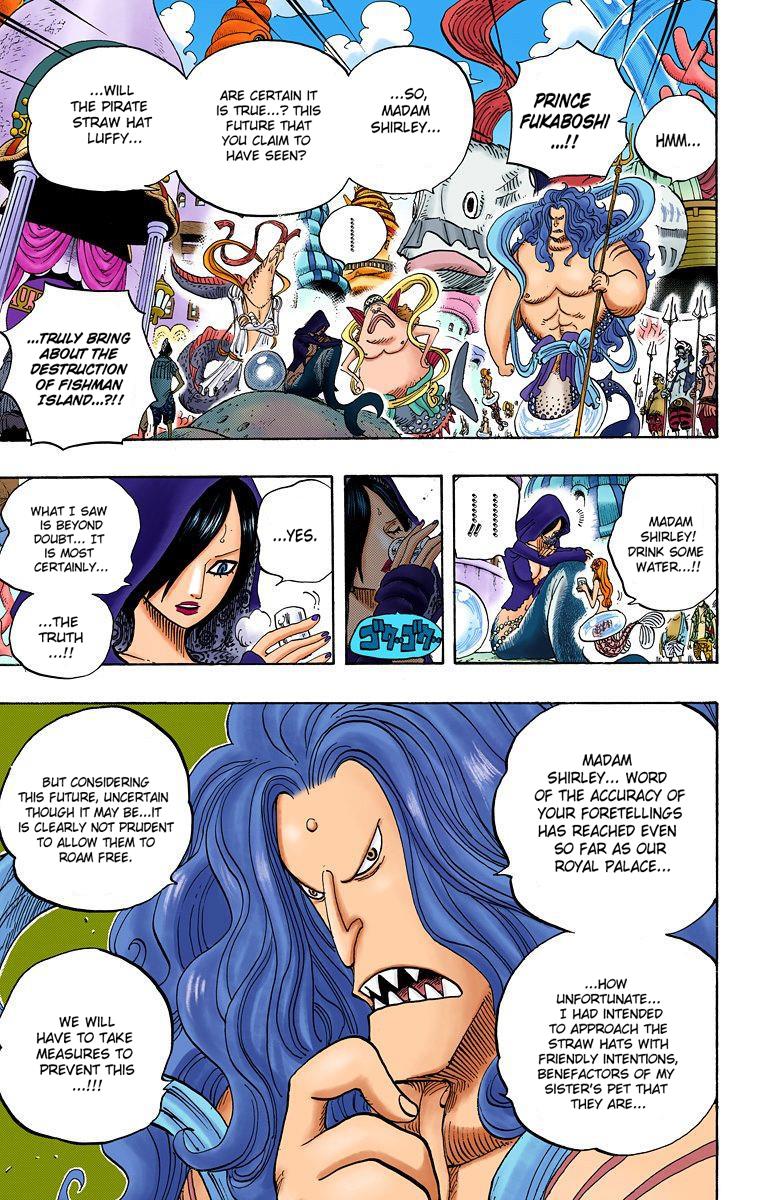 HMM...
PRINCE
FUKABOSHI
...!!
...SO,
MADAM
SHIRLEY...
ARE CERTAIN IT
IS TRUE...? THIS
FUTURE THAT
YOU CLAIM TO
HAVE SEEN?
...WILL
THE PIRATE
STRAW HAT
LUFFY...
...TRULY BRING
ABOUT THE
DESTRUCTION
OF FISHMAN
ISLAND...?!!
MADAM
SHIRLEY!
DRINK SOME
WATER...!!
ゴク..ゴク..
...YES.
WHAT I SAW
IS BEYOND
DOUBT... IT
IS MOST
CERTAINLY...
...THE
TRUTH
...!!
MADAM
SHIRLEY... WORD
OF THE ACCURACY OF
YOUR FORETELLINGS
HAS REACHED EVEN
SO FAR AS OUR
ROYAL PALACE...
...HOW
UNFORTUNATE...
I HAD INTENDED
TO APPROACH THE
STRAW HATS WITH
FRIENDLY INTENTIONS,
BENEFACTORS OF MY
SISTER'S PET THAT
THEY ARE...
BUT CONSIDERING
THIS FUTURE, UNCERTAIN
THOUGH IT MAY BE...IT
IS CLEARLY NOT PRUDENT
TO ALLOW THEM TO
ROAM FREE.
WE WILL
HAVE TO TAKE
MEASURES TO
PREVENT THIS
...!!!